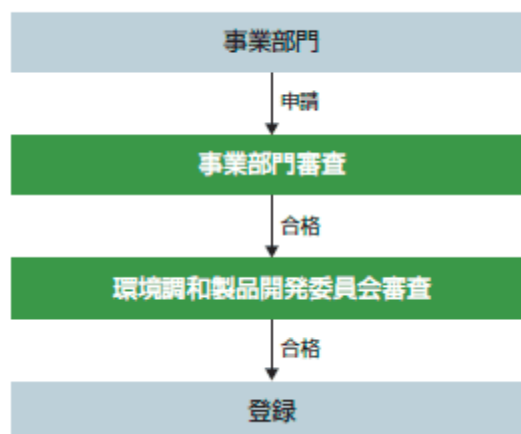 事業部門
申請
事業部門審査
合格
環境調和製品開発委員会審査
合格
登録